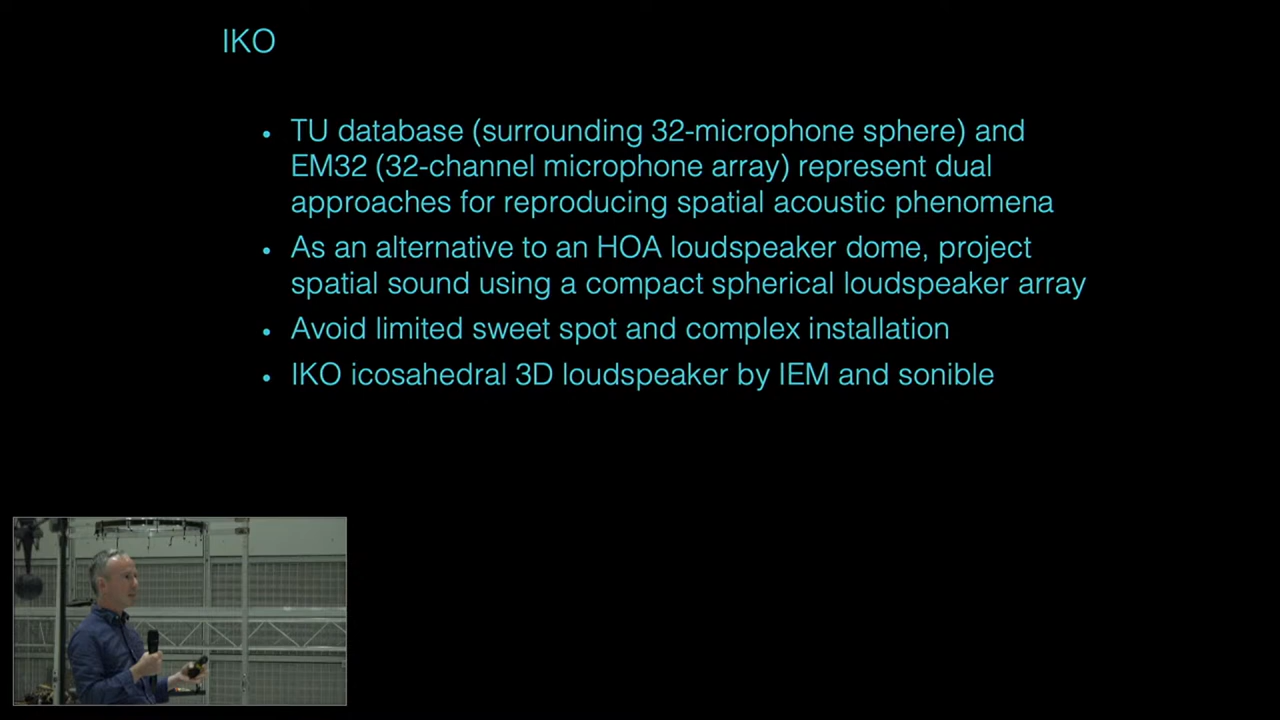 IKO
• TU database (surrounding 32-microphone sphere) and
EM32 (32-channel microphone array) represent dual
approaches for reproducing spatial acoustic phenomena
• As an alternative to an HOA loudspeaker dome, project
spatial sound using a compact spherical loudspeaker array
• Avoid limited sweet spot and complex installation
• IKO icosahedral 3D loudspeaker by IEM and sonible